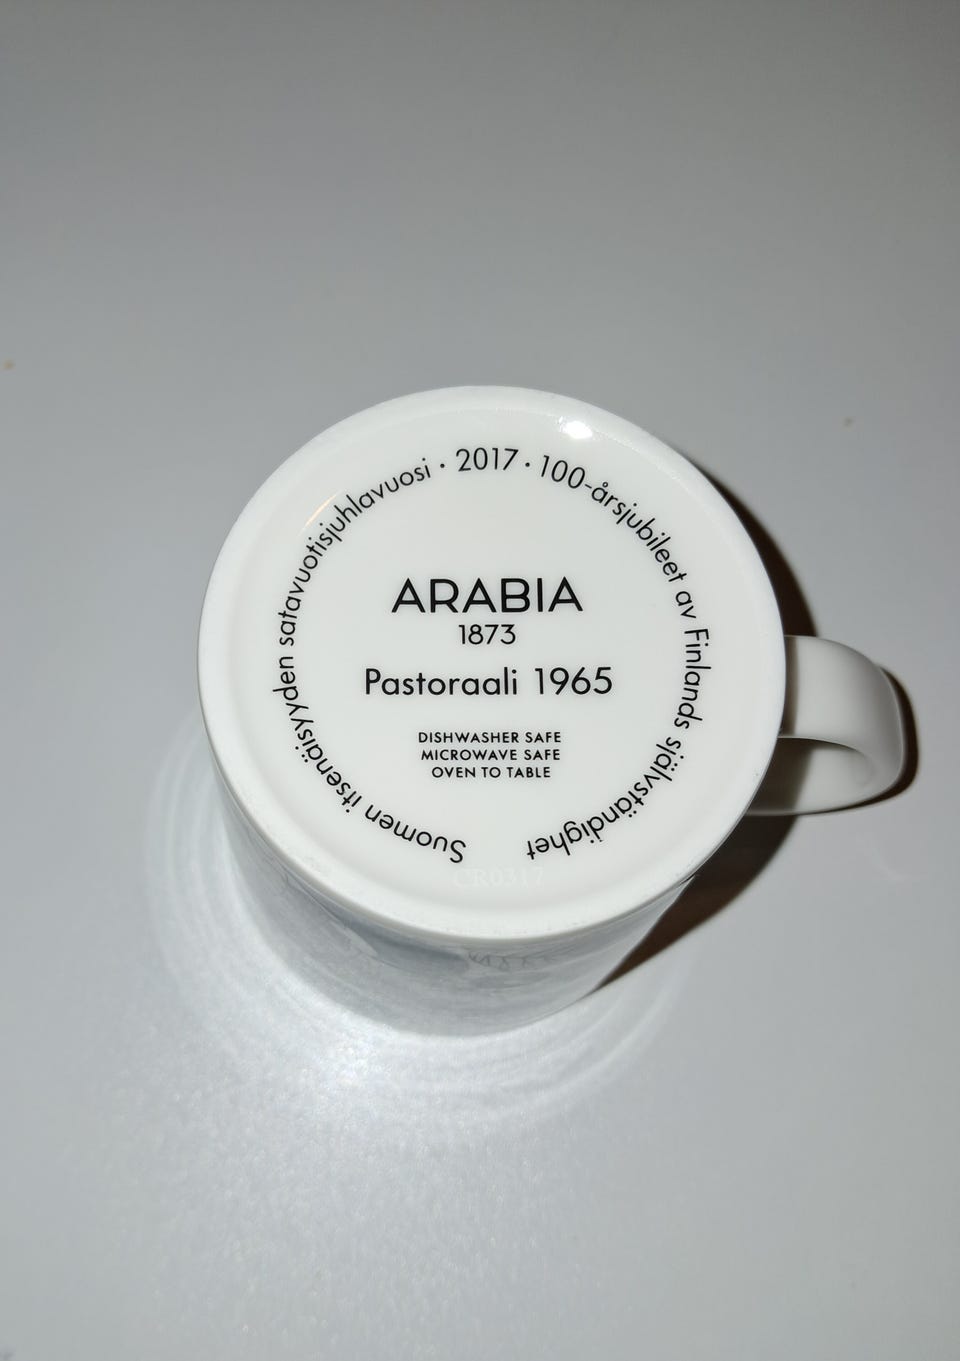 Suomen itsenäisyyden satavuotisjuhlavuosi · 2017 · 100-årsjubileet av Finlands självständighet
ARABIA
1873
Pastoraali 1965
DISHWASHER SAFE
MICROWAVE SAFE
OVEN TO TABLE
CR0317